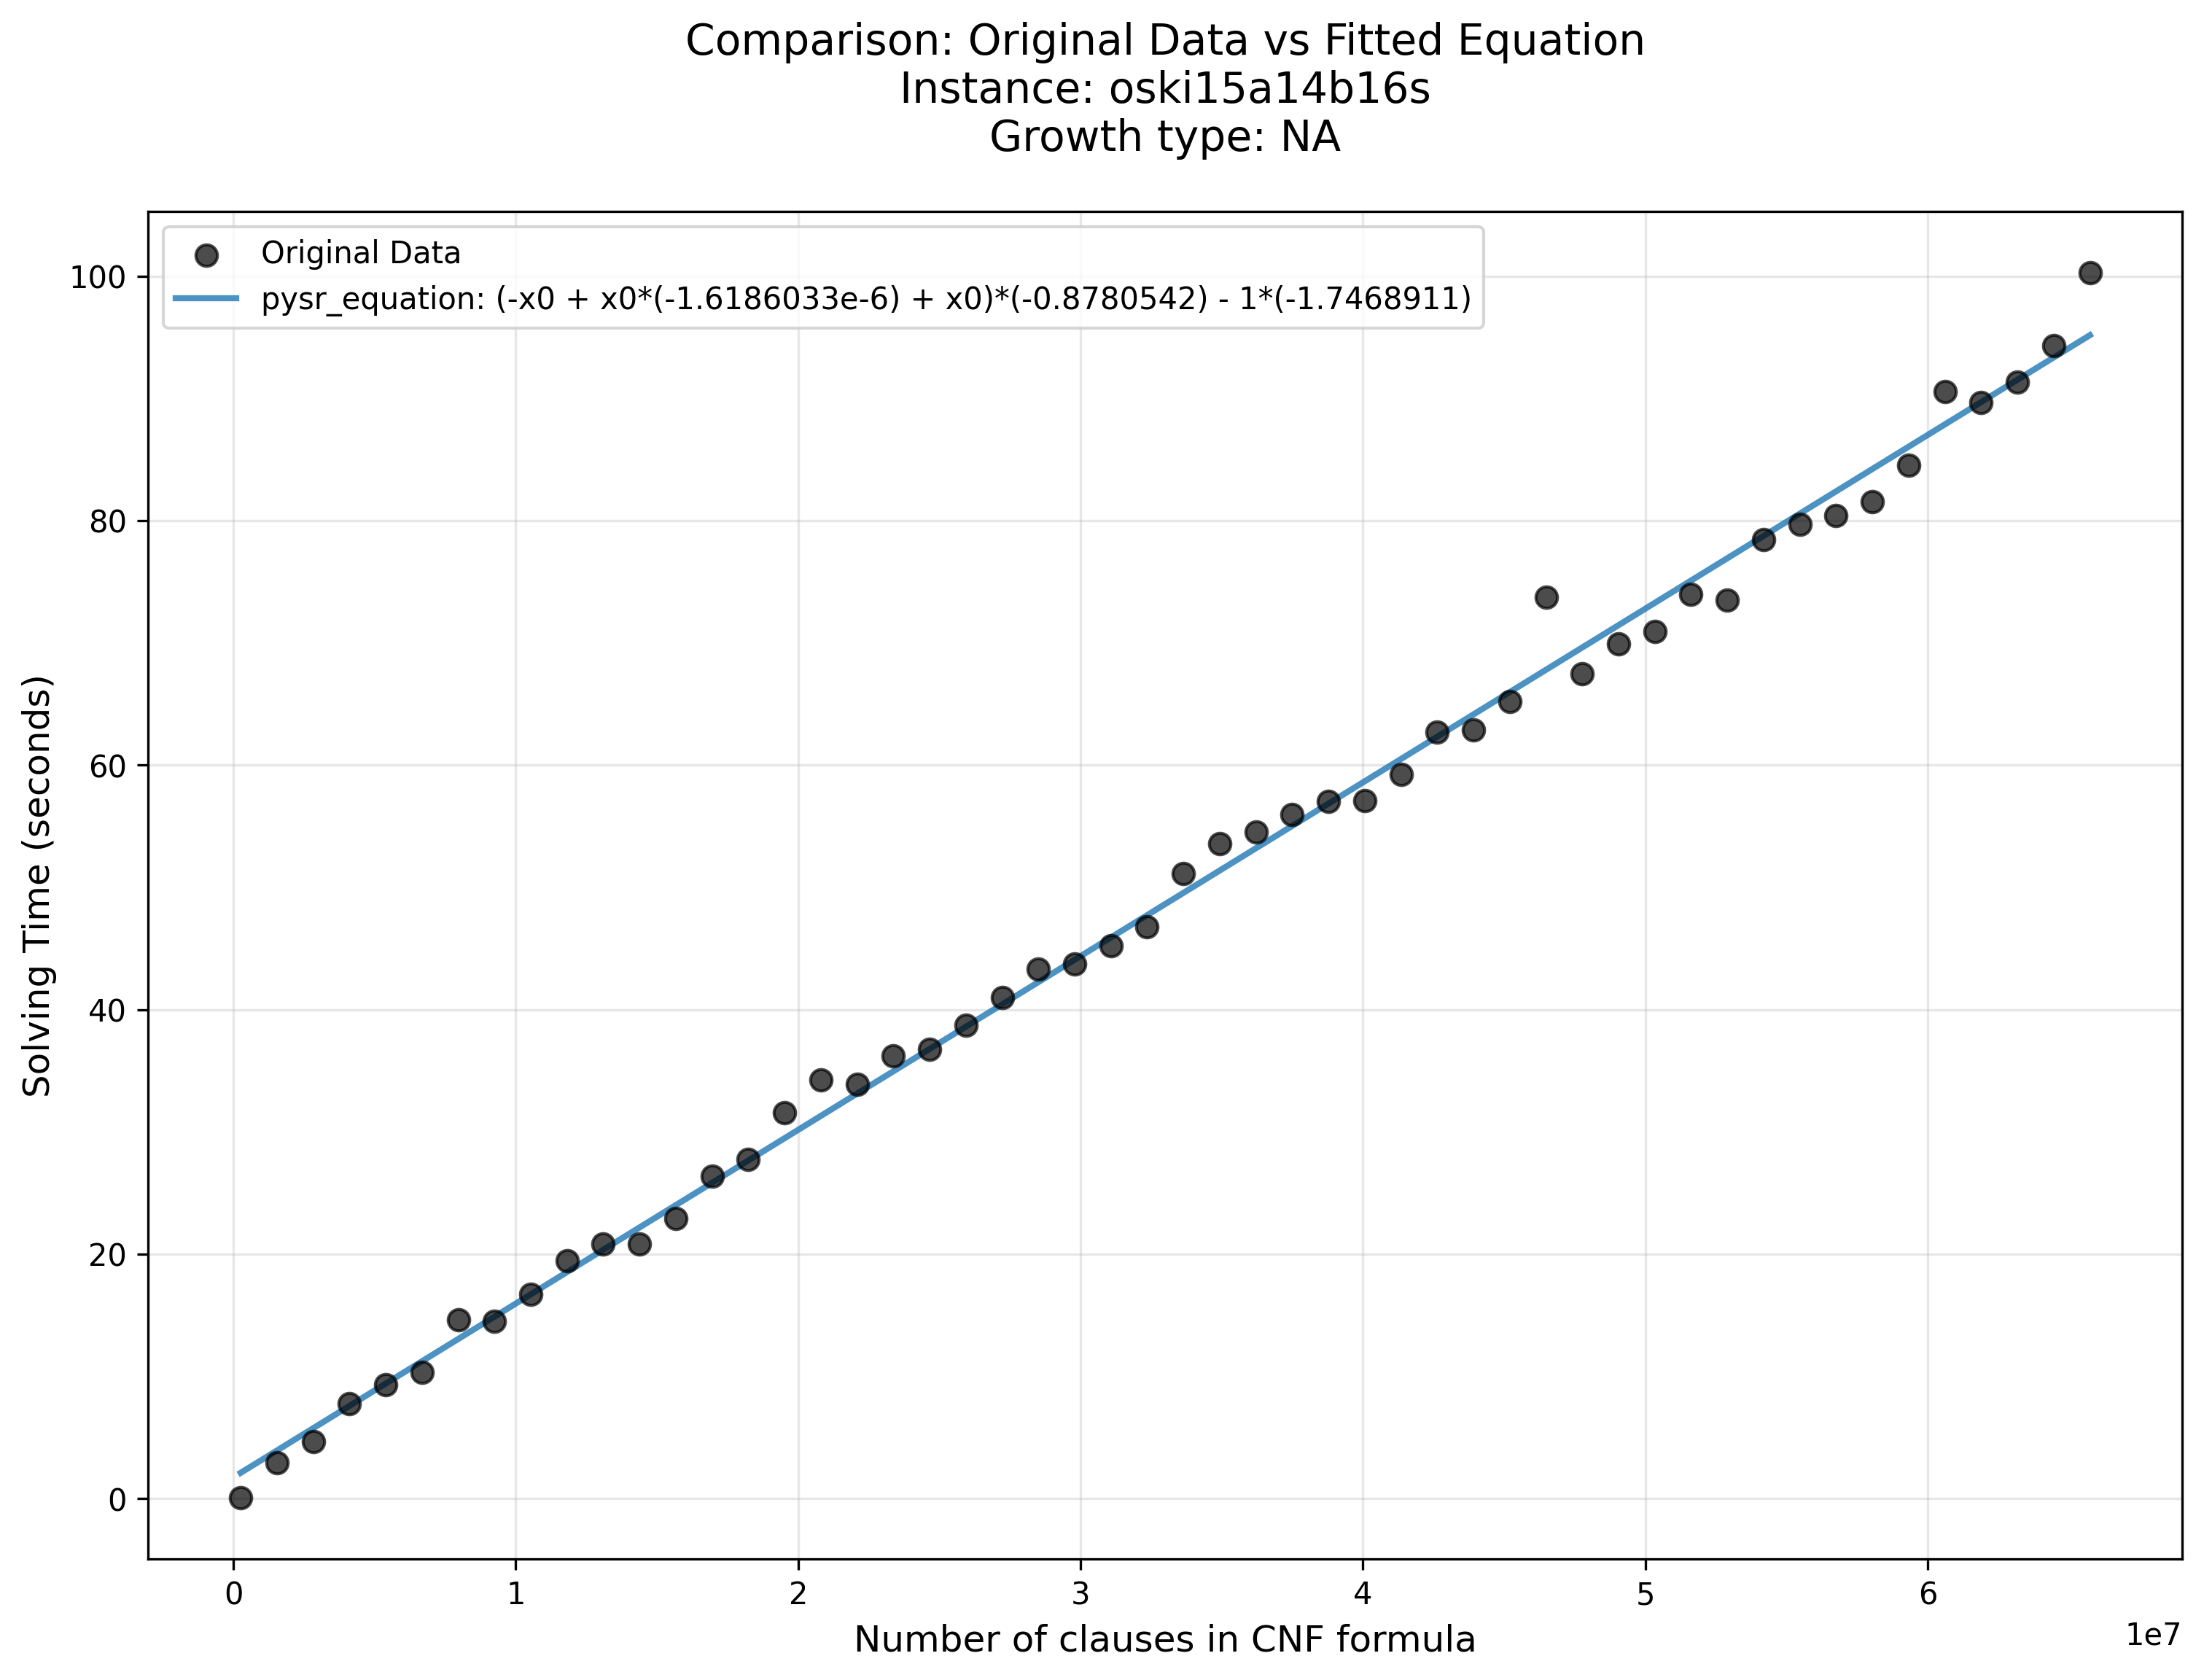 Comparison: Original Data vs Fitted Equation
Instance: oski15a14b16s
Growth type: NA
Original Data
pysr_equation: (-x0 + x0*(-1.6186033e-6) + x0)*(-0.8780542) - 1*(-1.7468911)
100
80
60
40
20
0
Solving Time (seconds)
0 1 2 3 4 5 6
1e7
Number of clauses in CNF formula